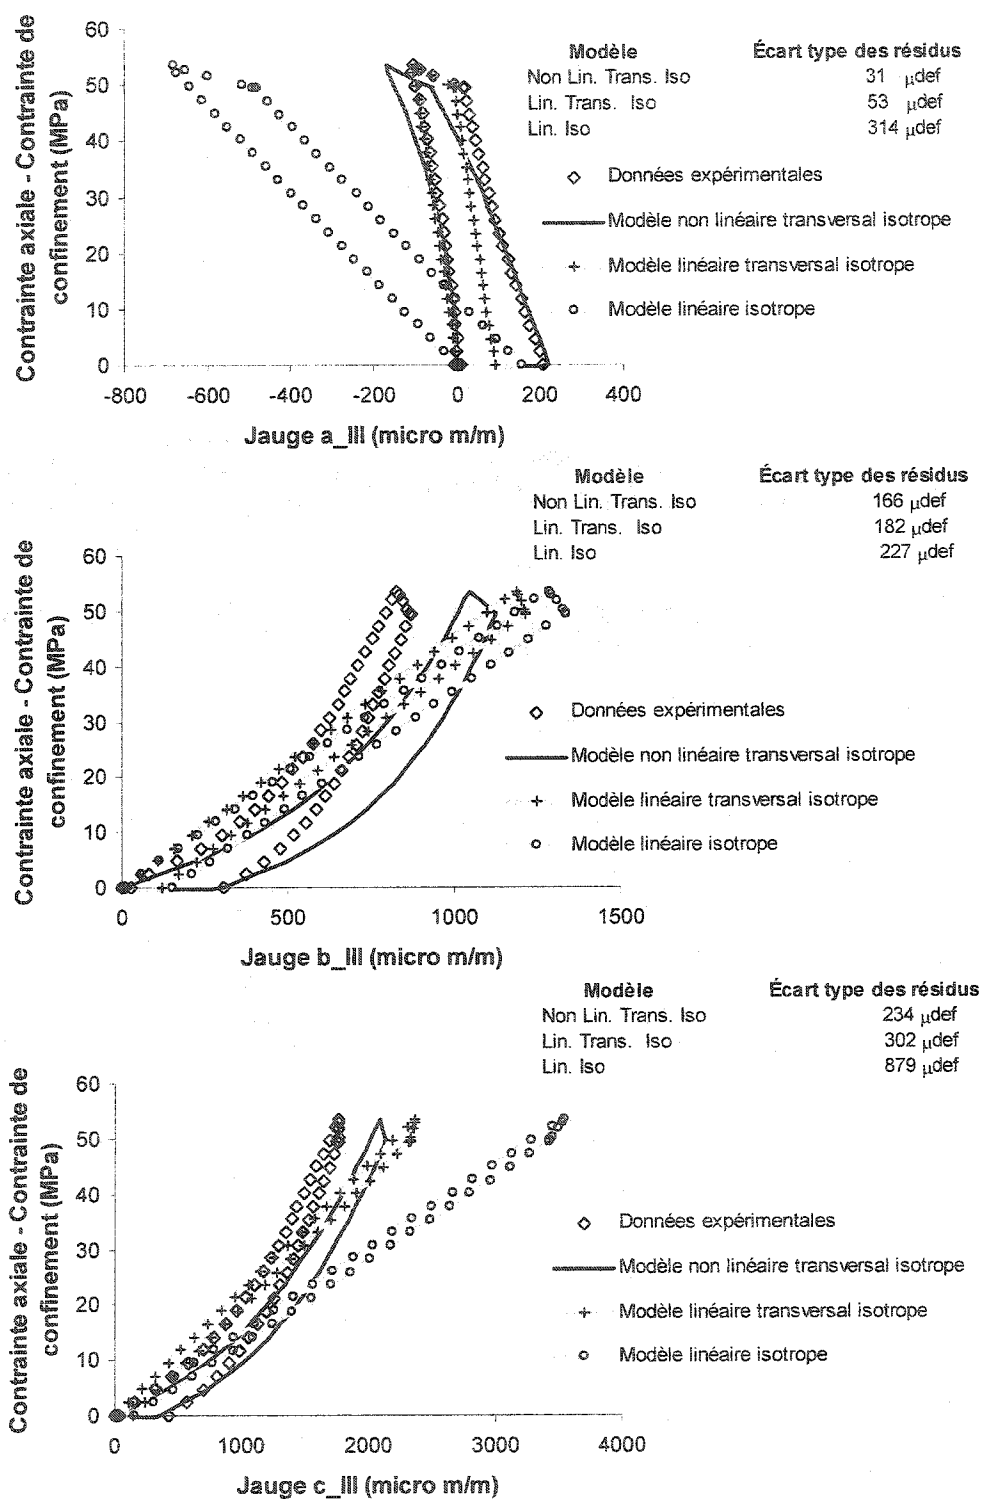 Contrainte axiale - Contrainte de
confinement (MPa)
60
50
40
30
20
10
0
-800
-600
-400
-200
0
200
400
Jauge a_III (micro m/m)
Modèle Écart type des résidus
Non Lin. Trans. Iso 31 µdef
Lin. Trans. Iso 53 µdef
Lin. Iso 314 µdef
Données expérimentales
Modèle non linéaire transversal isotrope
Modèle linéaire transversal isotrope
Modèle linéaire isotrope
Modèle Écart type des résidus
Non Lin. Trans. Iso 166 µdef
Lin. Trans. Iso 182 µdef
Lin. Iso 227 µdef
Contrainte axiale - Contrainte de
confinement (MPa)
60
50
40
30
20
10
0
0
500
1000
1500
Jauge b_III (micro m/m)
Données expérimentales
Modèle non linéaire transversal isotrope
Modèle linéaire transversal isotrope
Modèle linéaire isotrope
Modèle Écart type des résidus
Non Lin. Trans. Iso 234 µdef
Lin. Trans. Iso 302 µdef
Lin. Iso 879 µdef
Contrainte axiale - Contrainte de
confinement (MPa)
60
50
40
30
20
10
0
0
1000
2000
3000
4000
Jauge c_III (micro m/m)
Données expérimentales
Modèle non linéaire transversal isotrope
Modèle linéaire transversal isotrope
Modèle linéaire isotrope